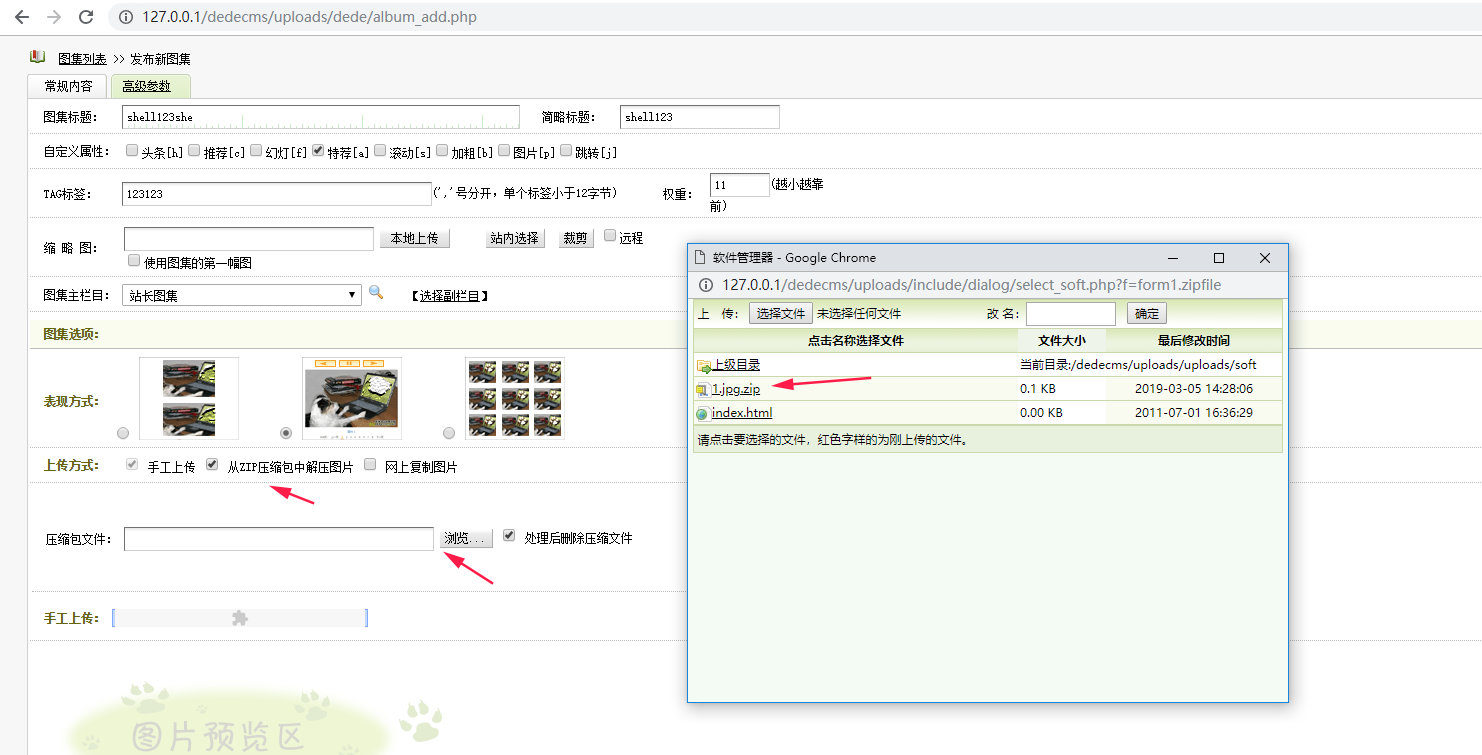 127.0.0.1/dedecms/uploads/dede/album_add.php
图集列表 >> 发布新图集
常规内容 高级参数
图集标题: shell123she 简略标题: shell123
自定义属性: 头条[h] 推荐[c] 幻灯[f] 特荐[a] 滚动[s] 加粗[b] 图片[p] 跳转[j]
TAG标签: 123123 (','号分开，单个标签小于12字节) 权重: 11 (越小越靠
前)
缩 略 图: 本地上传 站内选择 裁剪 远程
使用图集的第一幅图
图集主栏目: 站长图集 【选择副栏目】
图集选项:
表现方式:
上传方式: 手工上传 从ZIP压缩包中解压图片 网上复制图片
压缩包文件: 浏览... 处理后删除压缩文件
手工上传:
图片预览区
软件管理器 - Google Chrome
127.0.0.1/dedecms/uploads/include/dialog/select_soft.php?f=form1.zipfile
上 传: 选择文件 未选择任何文件 改名: 确定
点击名称选择文件 文件大小 最后修改时间
上级目录 当前目录:/dedecms/uploads/uploads/soft
1.jpg.zip 0.1 KB 2019-03-05 14:28:06
index.html 0.00 KB 2011-07-01 16:36:29
请点击要选择的文件，红色字样的为刚上传的文件。